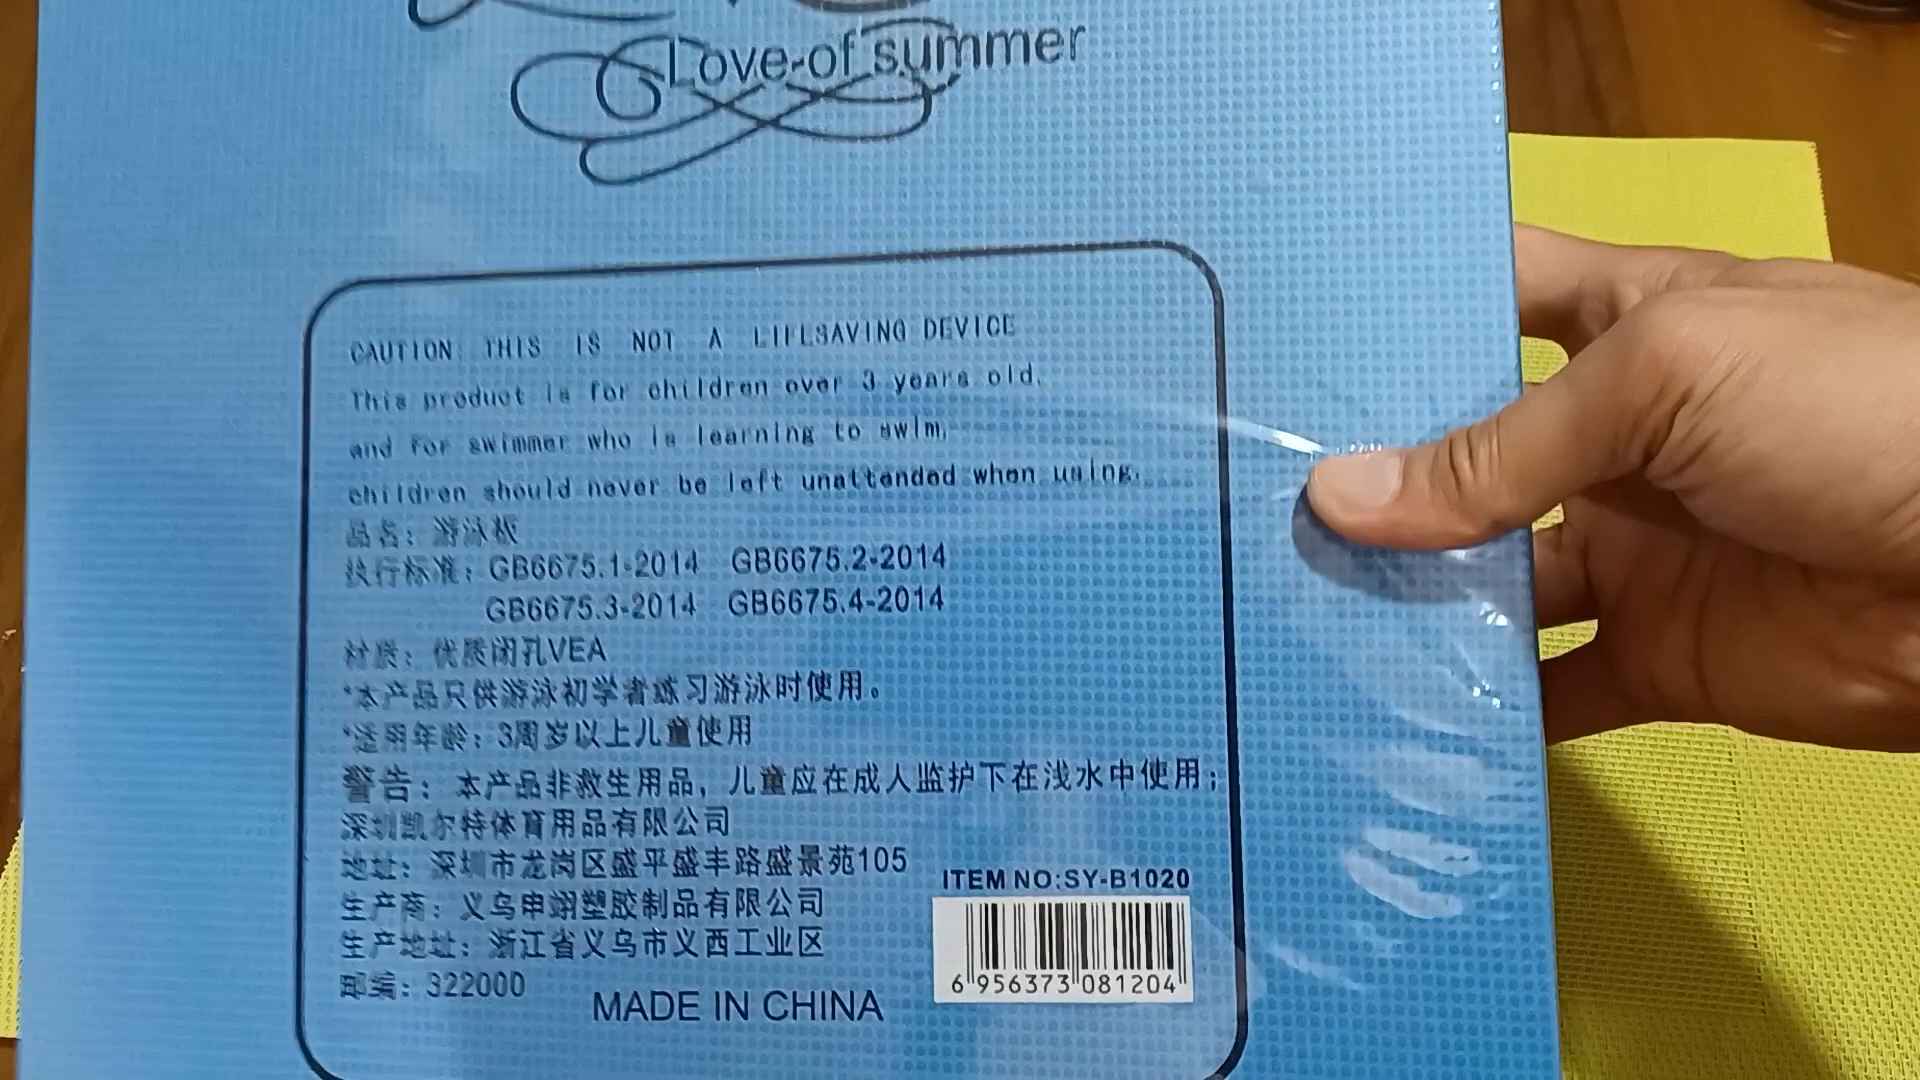 Love of summer
CAUTION: THIS IS NOT A LIFLSAVING DEVICE
This product is for children over 3 years old.
and for swimmer who is learning to swim.
children should never be left unattended when using.
品名：游泳板
执行标准：GB6675.1-2014 GB6675.2-2014
GB6675.3-2014 GB6675.4-2014
材质：优质闭孔VEA
*本产品只供游泳初学者练习游泳时使用。
*适用年龄：3周岁以上儿童使用
警告：本产品非救生用品，儿童应在成人监护下在浅水中使用；
深圳凯尔特体育用品有限公司
地址：深圳市龙岗区盛平盛丰路盛景苑105
生产商：义乌申翊塑胶制品有限公司
生产地址：浙江省义乌市义西工业区
邮编：322000
MADE IN CHINA
ITEM NO:SY-B1020
6 956373 081204